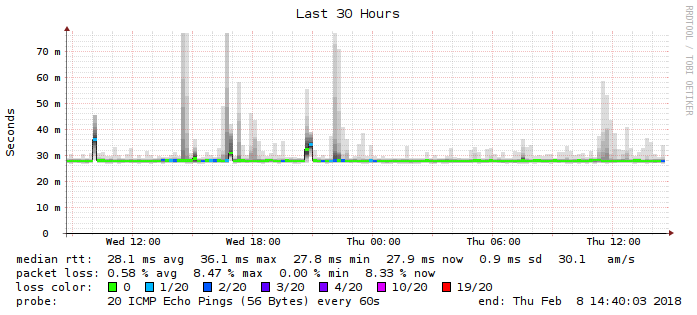 Last 30 Hours
RRDTOOL / TOBI OETIKER
Seconds
70 m
60 m
50 m
40 m
30 m
20 m
10 m
0
Wed 12:00 Wed 18:00 Thu 00:00 Thu 06:00 Thu 12:00
median rtt: 28.1 ms avg 36.1 ms max 27.8 ms min 27.9 ms now 0.9 ms sd 30.1 am/s
packet loss: 0.58 % avg 8.47 % max 0.00 % min 8.33 % now
loss color: 0 1/20 2/20 3/20 4/20 10/20 19/20
probe: 20 ICMP Echo Pings (56 Bytes) every 60s end: Thu Feb 8 14:40:03 2018